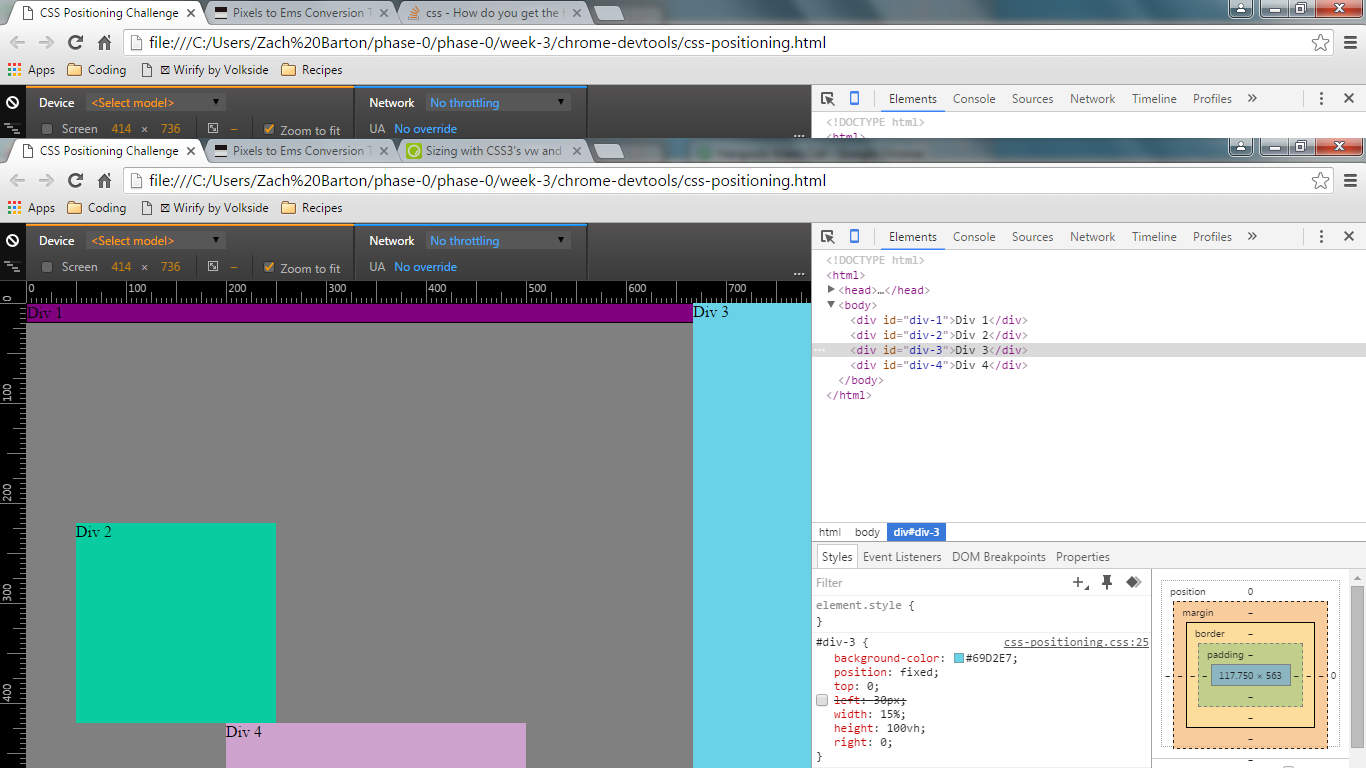 CSS Positioning Challenge
Pixels to Ems Conversion T
css - How do you get the
file:///C:/Users/Zach%20Barton/phase-0/phase-0/week-3/chrome-devtools/css-positioning.html
Apps Coding Wirify by Volkside Recipes
Device <Select model> Network No throttling
Elements Console Sources Network Timeline Profiles »
Screen 414 × 736 – Zoom to fit UA No override ...
<!DOCTYPE html>
<html>
CSS Positioning Challenge
Pixels to Ems Conversion T
Sizing with CSS3's vw and
file:///C:/Users/Zach%20Barton/phase-0/phase-0/week-3/chrome-devtools/css-positioning.html
Apps Coding Wirify by Volkside Recipes
Device <Select model> Network No throttling
Elements Console Sources Network Timeline Profiles »
Screen 414 × 736 – Zoom to fit UA No override ...
0 100 200 300 400 500 600 700
0
100
200
300
400
Div 1
Div 3
Div 2
Div 4
<!DOCTYPE html>
<html>
<head>…</head>
<body>
<div id="div-1">Div 1</div>
<div id="div-2">Div 2</div>
... <div id="div-3">Div 3</div>
<div id="div-4">Div 4</div>
</body>
</html>
html body div#div-3
Styles Event Listeners DOM Breakpoints Properties
Filter
element.style {
}
#div-3 { css-positioning.css:25
background-color: #69D2E7;
position: fixed;
top: 0;
left: 30px;
width: 15%;
height: 100vh;
right: 0;
}
position 0
margin –
border –
padding –
– – – 117.750 × 563 – – – 0
–
–
–
–